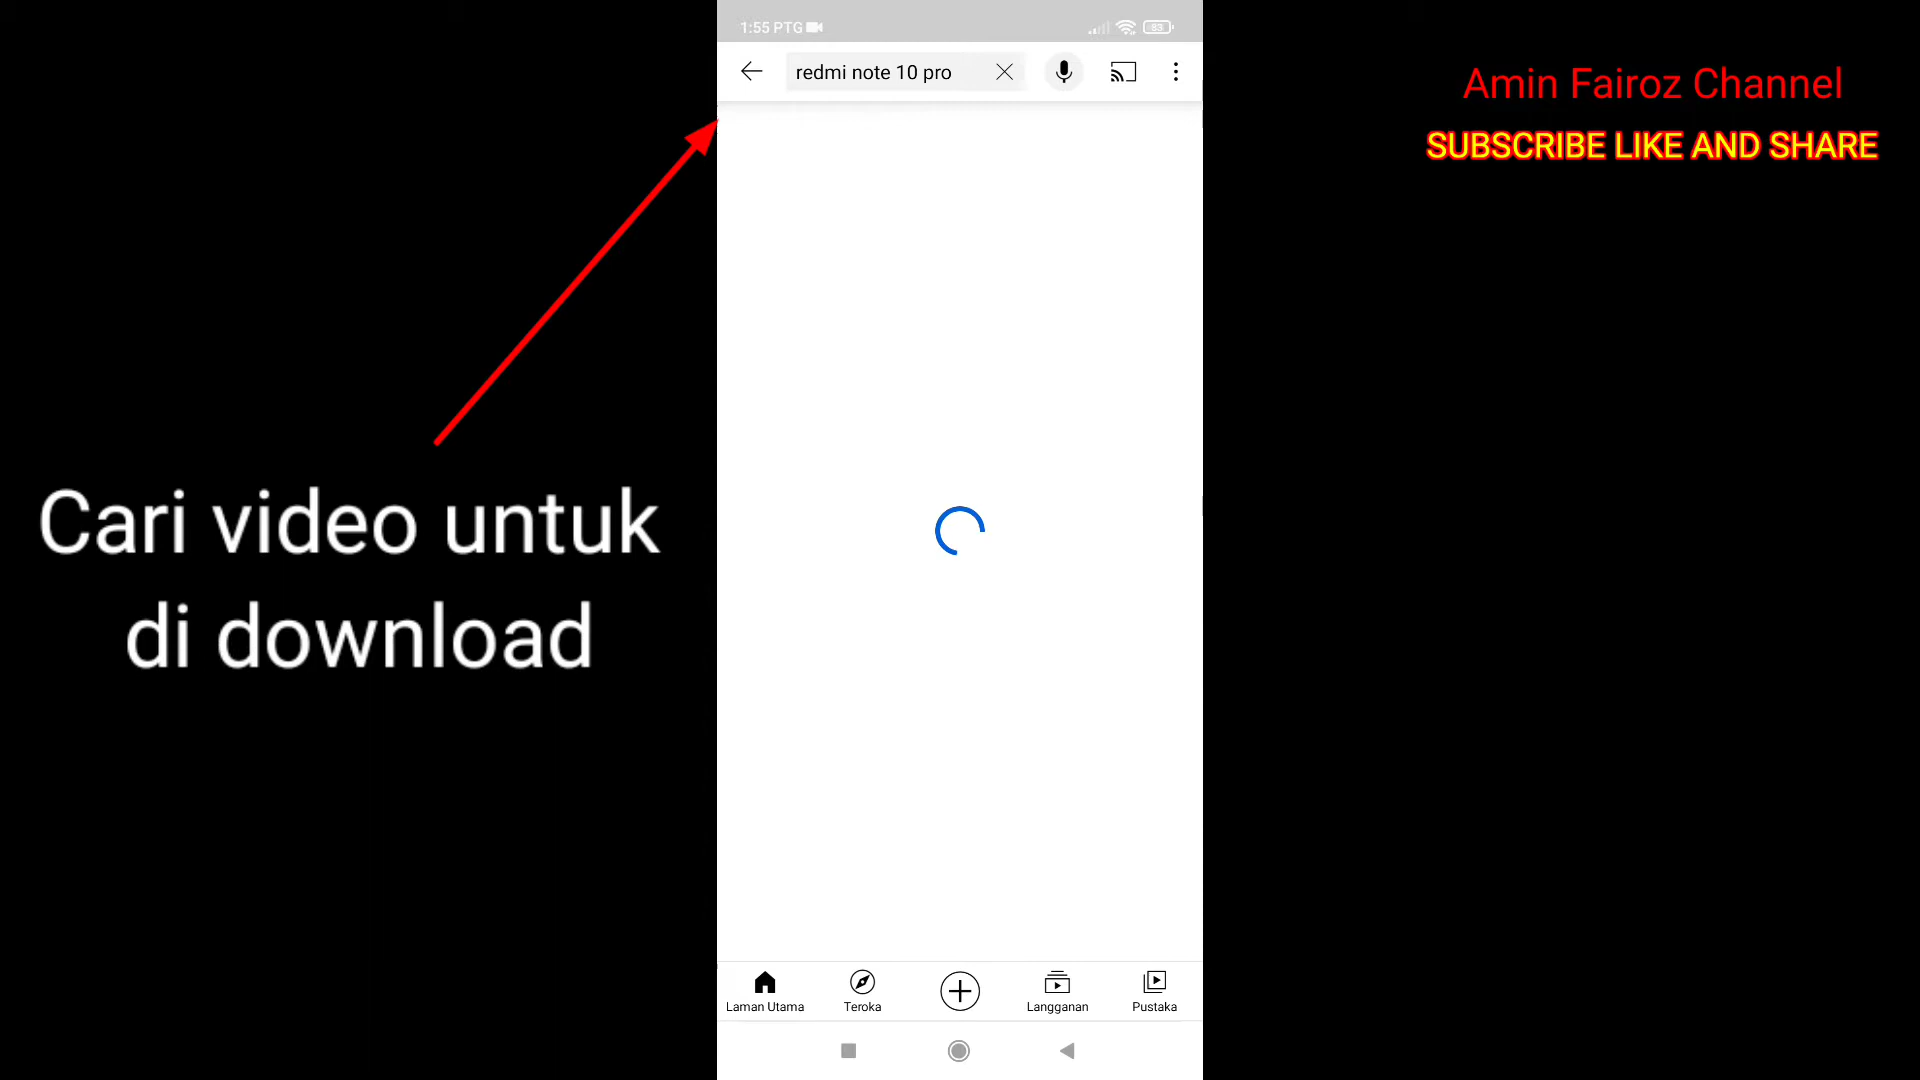 1:55 PTG
83
redmi note 10 pro
Amin Fairoz Channel
SUBSCRIBE LIKE AND SHARE
Cari video untuk
di download
Laman Utama
Teroka
Langganan
Pustaka